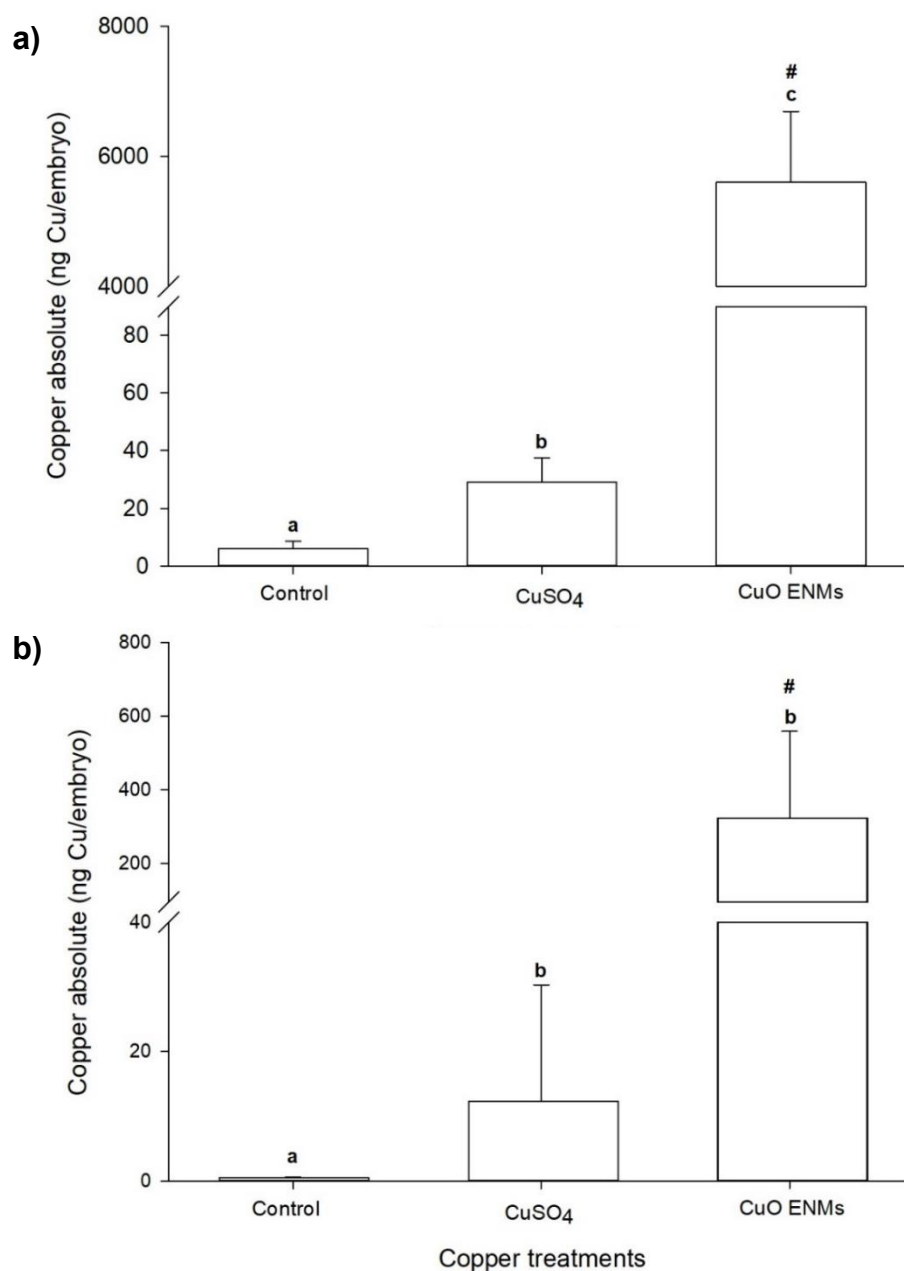 a)
Copper absolute (ng Cu/embryo)
8000
6000
4000
80
60
40
20
0
a
b
#
c
Control
CuSO4
CuO ENMs
b)
Copper absolute (ng Cu/embryo)
800
600
400
200
40
20
0
a
b
#
b
Control
CuSO4
CuO ENMs
Copper treatments